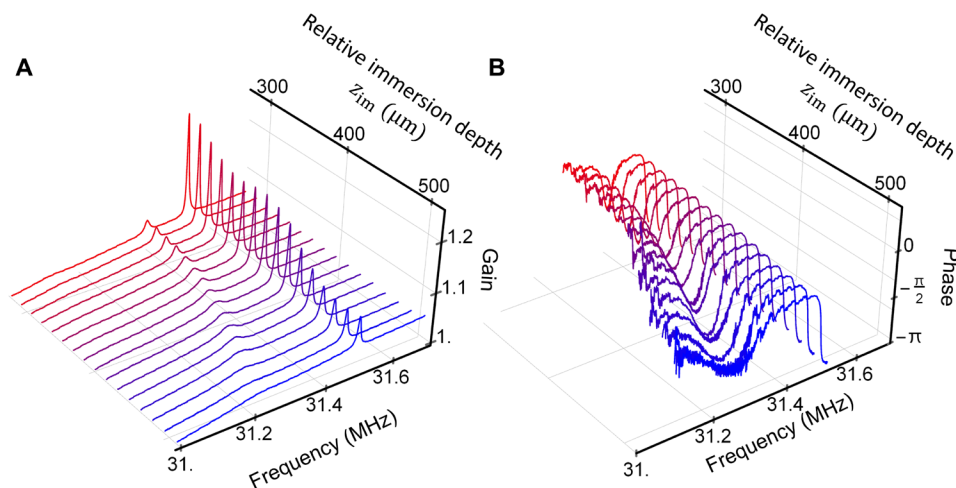 A
Relative immersion depth
z_im (μm)
300
400
500
1.2
1.1
1.
Gain
31.
31.2
31.4
31.6
Frequency (MHz)
B
Relative immersion depth
z_im (μm)
300
400
500
0
−π/2
−π
Phase
31.
31.2
31.4
31.6
Frequency (MHz)